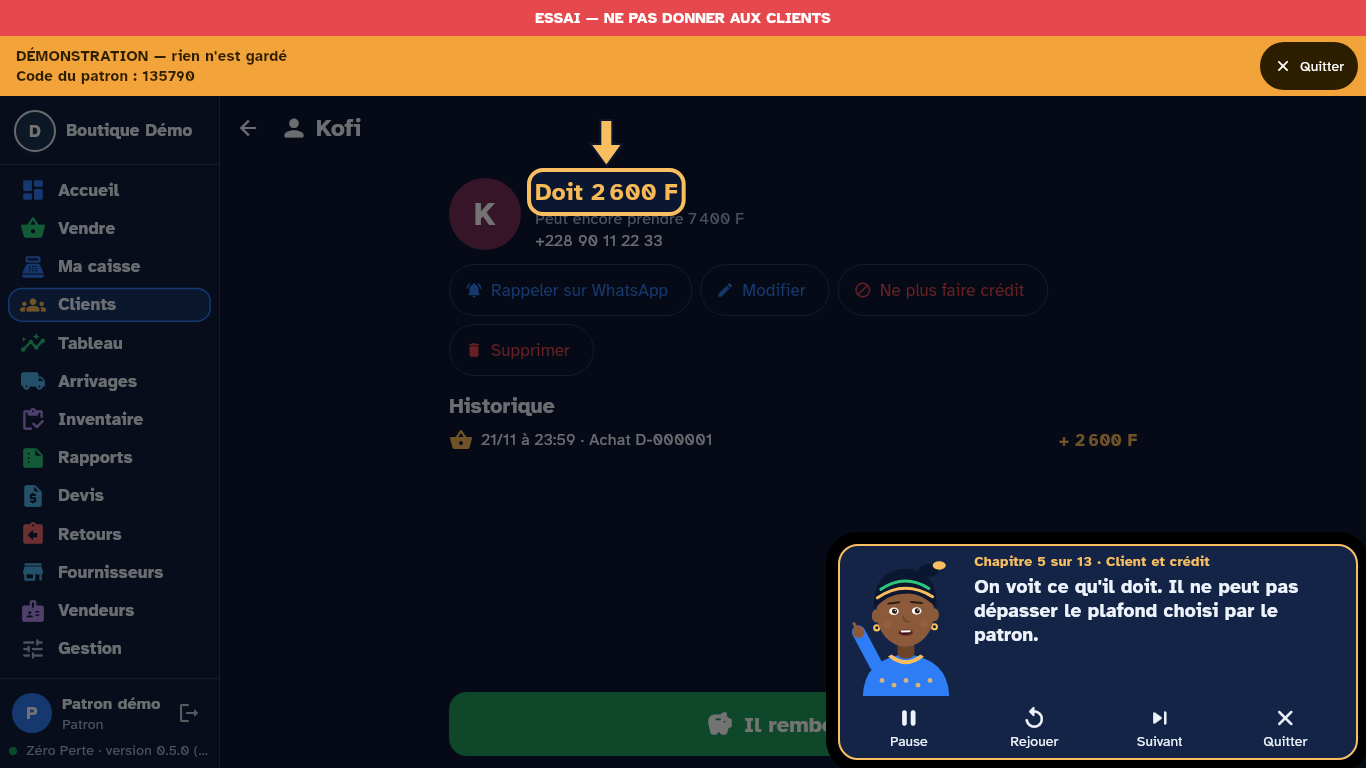 ESSAI — NE PAS DONNER AUX CLIENTS
DÉMONSTRATION — rien n'est gardé
Code du patron : 135790
Quitter
D
Boutique Démo
Accueil
Vendre
Ma caisse
Clients
Tableau
Arrivages
Inventaire
Rapports
Devis
Retours
Fournisseurs
Vendeurs
Gestion
P
Patron démo
Patron
Zéro Perte · version 0.5.0 (...
Kofi
K
Doit 2 600 F
Peut encore prendre 7 400 F
+228 90 11 22 33
Rappeler sur WhatsApp
Modifier
Ne plus faire crédit
Supprimer
Historique
21/11 à 23:59 · Achat D-000001
+ 2 600 F
Il rembo
Chapitre 5 sur 13 · Client et crédit
On voit ce qu'il doit. Il ne peut pas
dépasser le plafond choisi par le
patron.
Pause
Rejouer
Suivant
Quitter